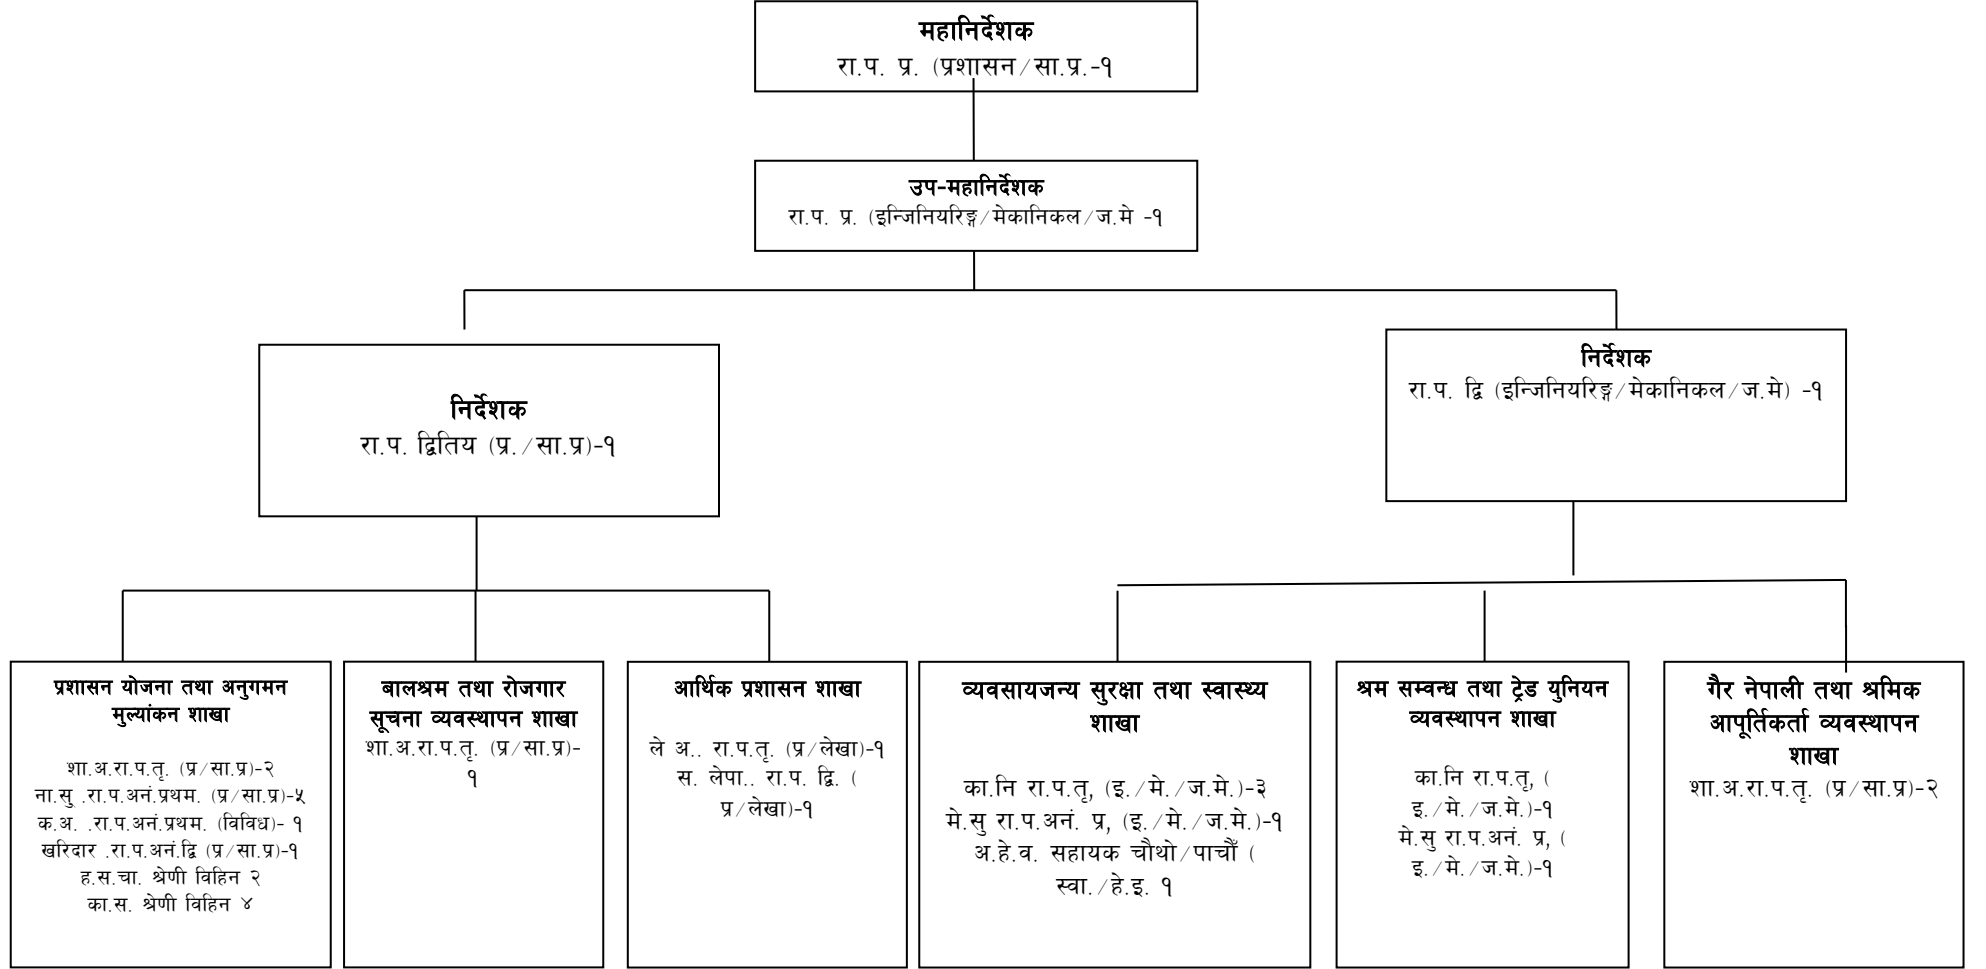 महानिर्देशक
रा.प. प्र. (प्रशासन/सा.प्र.-१
उप-महानिर्देशक
रा.प. प्र. (इन्जिनियरिङ्ग/मेकानिकल/ज.मे -१
निर्देशक
रा.प. द्वितिय (प्र./सा.प्र)-१
निर्देशक
रा.प. द्वि (इन्जिनियरिङ्ग/मेकानिकल/ज.मे) -१
प्रशासन योजना तथा अनुगमन
मुल्यांकन शाखा
शा.अ.रा.प.तृ. (प्र/सा.प्र)-२
ना.सु .रा.प.अनं.प्रथम. (प्र/सा.प्र)-५
क.अ. .रा.प.अनं.प्रथम. (विविध)- १
खरिदार .रा.प.अनं.द्वि (प्र/सा.प्र)-१
ह.स.चा. श्रेणी विहिन २
का.स. श्रेणी विहिन ४
बालश्रम तथा रोजगार
सूचना व्यवस्थापन शाखा
शा.अ.रा.प.तृ. (प्र/सा.प्र)-
१
आर्थिक प्रशासन शाखा
ले अ.. रा.प.तृ. (प्र/लेखा)-१
स. लेपा.. रा.प. द्वि. (
प्र/लेखा)-१
व्यवसायजन्य सुरक्षा तथा स्वास्थ्य
शाखा
का.नि रा.प.तृ, (इ./मे./ज.मे.)-३
मे.सु रा.प.अनं. प्र, (इ./मे./ज.मे.)-१
अ.हे.व. सहायक चौथो/पाचौँ (
स्वा./हे.इ. १
श्रम सम्वन्ध तथा ट्रेड युनियन
व्यवस्थापन शाखा
का.नि रा.प.तृ, (
इ./मे./ज.मे.)-१
मे.सु रा.प.अनं. प्र, (
इ./मे./ज.मे.)-१
गैर नेपाली तथा श्रमिक
आपूर्तिकर्ता व्यवस्थापन
शाखा
शा.अ.रा.प.तृ. (प्र/सा.प्र)-२